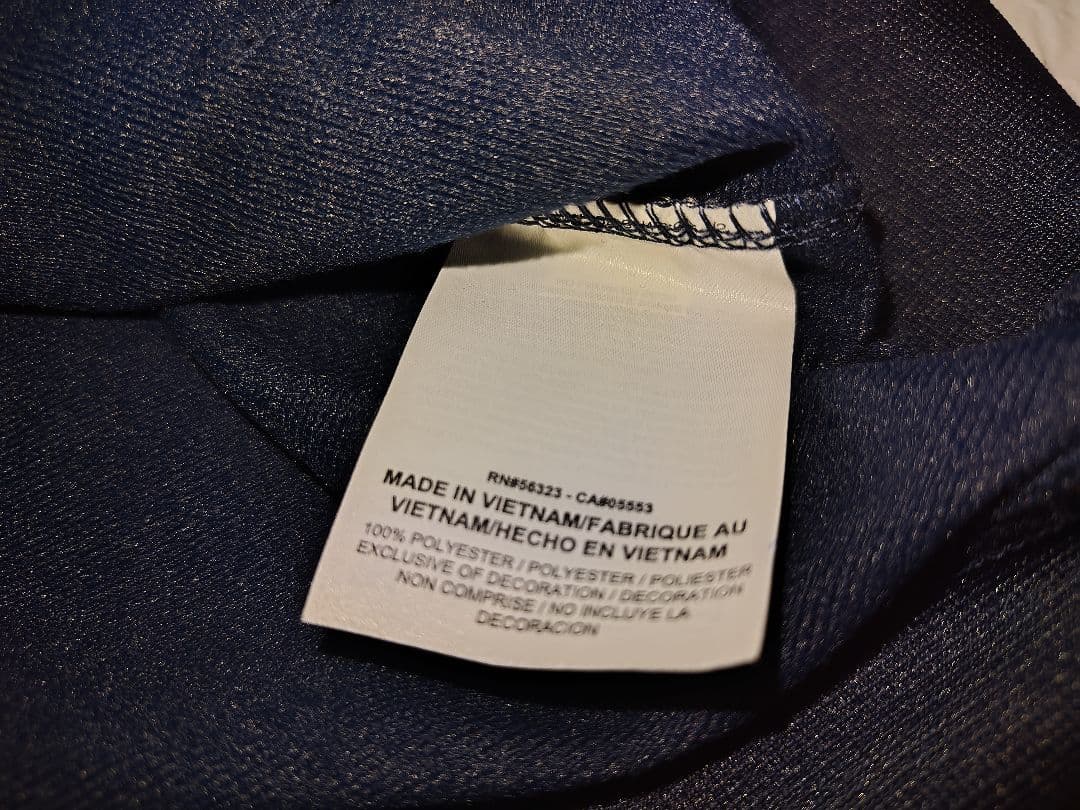 RN#56323 - CA#05553
MADE IN VIETNAM/FABRIQUE AU
VIETNAM/HECHO EN VIETNAM
100% POLYESTER / POLYESTER / POLIESTER
EXCLUSIVE OF DECORATION / DECORATION
NON COMPRISE / NO INCLUYE LA
DECORACION